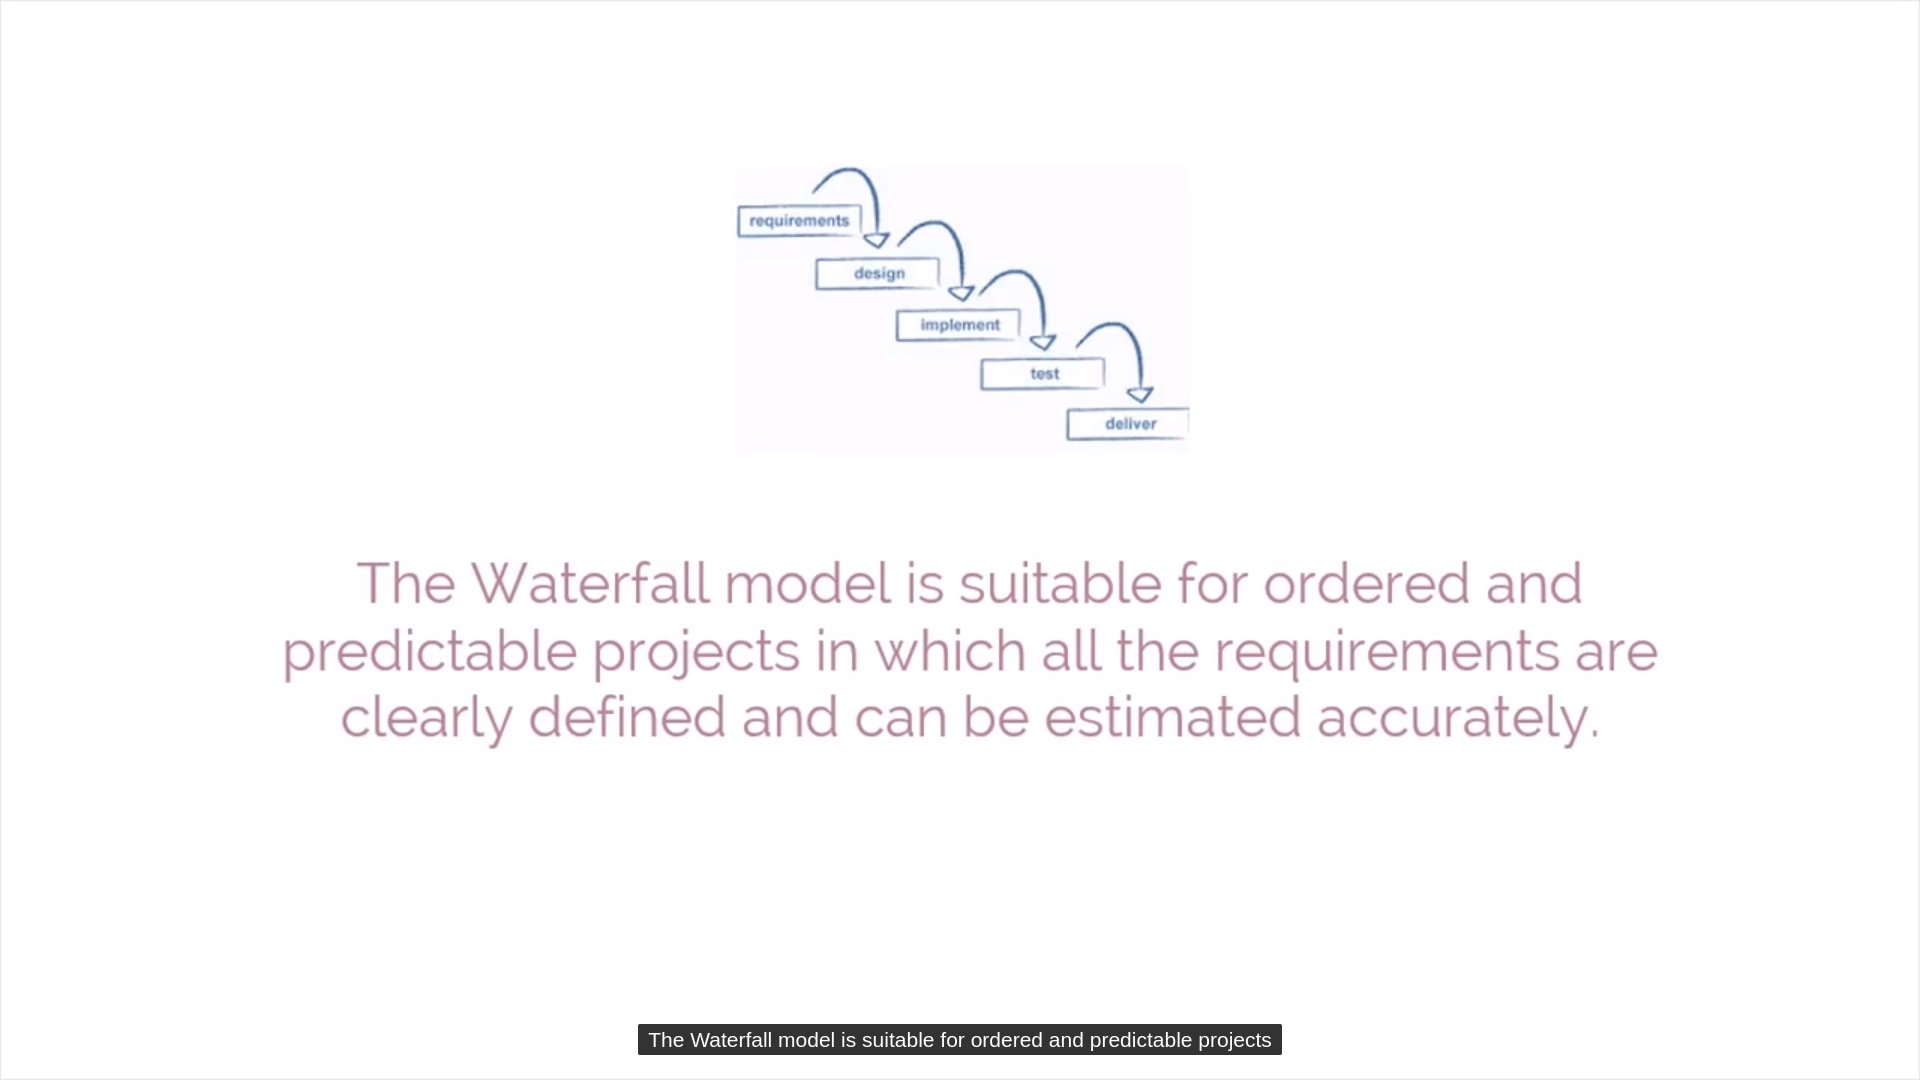 requirements
design
implement
test
deliver
The Waterfall model is suitable for ordered and
predictable projects in which all the requirements are
clearly defined and can be estimated accurately.
The Waterfall model is suitable for ordered and predictable projects